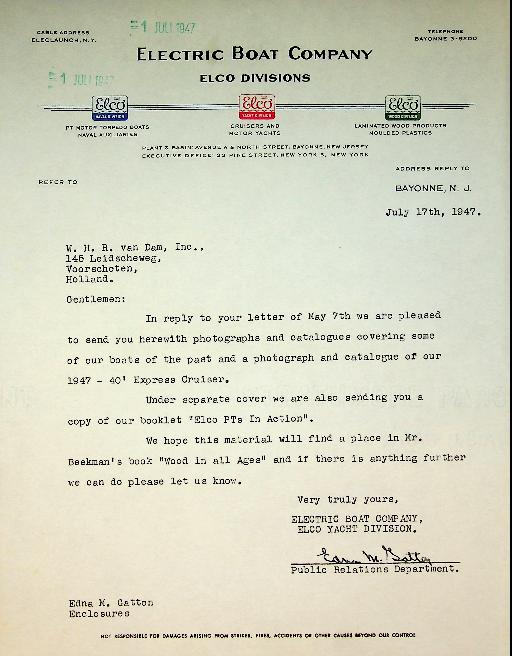 CABLE ADDRESS
ELECLAUNCH, N.Y.
1 JULI 1947
TELEPHONE
BAYONNE 3-8200
ELECTRIC BOAT COMPANY
ELCO DIVISIONS
1 JULI 1947
Elco
NAVAL DIVISION
Elco
YACHT DIVISION
Elco
PT MOTOR TORPEDO BOATS
NAVAL AUXILIARIES
CRUISERS AND
MOTOR YACHTS
LAMINATED WOOD PRODUCTS
MOULDED PLASTICS
PLANT & BASIN: AVENUE A & NORTH STREET, BAYONNE, NEW JERSEY
EXECUTIVE OFFICE: 33 PINE STREET, NEW YORK 5, NEW YORK
ADDRESS REPLY TO
REFER TO
BAYONNE, N. J.
July 17th, 1947.
W. H. R. van Dam, Inc.,
146 Leidscheweg,
Voorschoten,
Holland.
Gentlemen:
In reply to your letter of May 7th we are pleased
to send you herewith photographs and catalogues covering some
of our boats of the past and a photograph and catalogue of our
1947 - 40' Express Cruiser.
Under separate cover we are also sending you a
copy of our booklet "Elco PTs In Action".
We hope this material will find a place in Mr.
Beekman's book "Wood in all Ages" and if there is anything further
we can do please let us know.
Very truly yours,
ELECTRIC BOAT COMPANY,
ELCO YACHT DIVISION.
Edna M. Gatton
Public Relations Department.
Edna M. Gatton
Enclosures
NOT RESPONSIBLE FOR DAMAGES ARISING FROM STRIKES, FIRES, ACCIDENTS OR OTHER CAUSES BEYOND OUR CONTROL